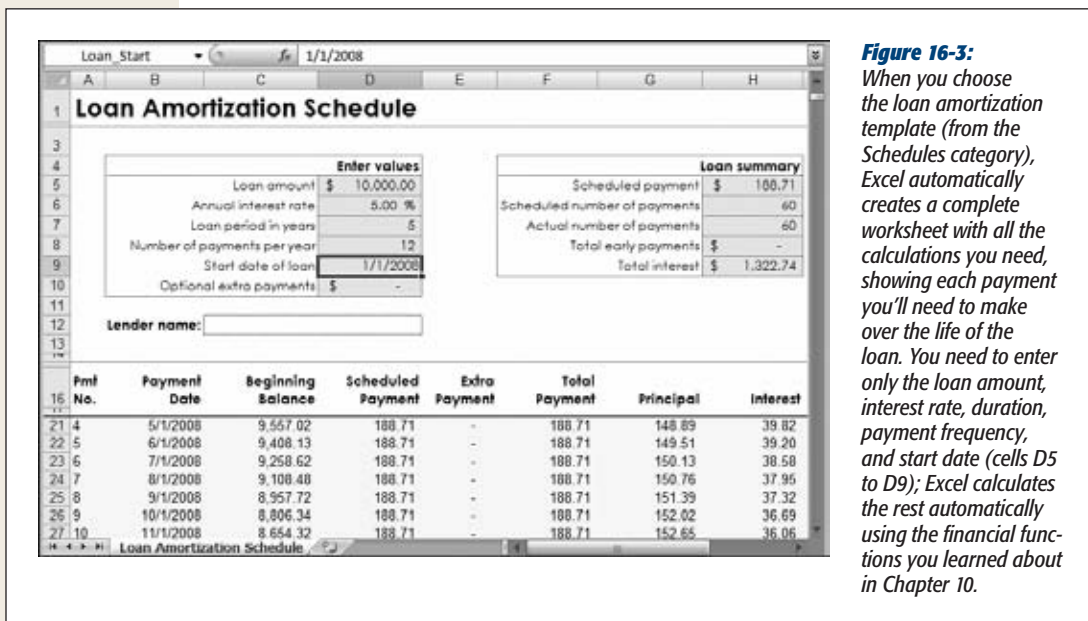 Loan_Start fx 1/1/2008
A B C D E F G H
1 Loan Amortization Schedule
3
4 Enter values Loan summary
5 Loan amount $ 10,000.00 Scheduled payment $ 188.71
6 Annual interest rate 5.00 % Scheduled number of payments 60
7 Loan period in years 5 Actual number of payments 60
8 Number of payments per year 12 Total early payments $ -
9 Start date of loan 1/1/2008 Total interest $ 1,322.74
10 Optional extra payments $ -
11
12 Lender name:
13
Pmt Payment Beginning Scheduled Extra Total
16 No. Date Balance Payment Payment Payment Principal Interest
21 4 5/1/2008 9,557.02 188.71 - 188.71 148.89 39.82
22 5 6/1/2008 9,408.13 188.71 - 188.71 149.51 39.20
23 6 7/1/2008 9,258.62 188.71 - 188.71 150.13 38.58
24 7 8/1/2008 9,108.48 188.71 - 188.71 150.76 37.95
25 8 9/1/2008 8,957.72 188.71 - 188.71 151.39 37.32
26 9 10/1/2008 8,806.34 188.71 - 188.71 152.02 36.69
27 10 11/1/2008 8,654.32 188.71 - 188.71 152.65 36.06
Loan Amortization Schedule
Figure 16-3:
When you choose
the loan amortization
template (from the
Schedules category),
Excel automatically
creates a complete
worksheet with all the
calculations you need,
showing each payment
you'll need to make
over the life of the
loan. You need to enter
only the loan amount,
interest rate, duration,
payment frequency,
and start date (cells D5
to D9); Excel calculates
the rest automatically
using the financial func-
tions you learned about
in Chapter 10.